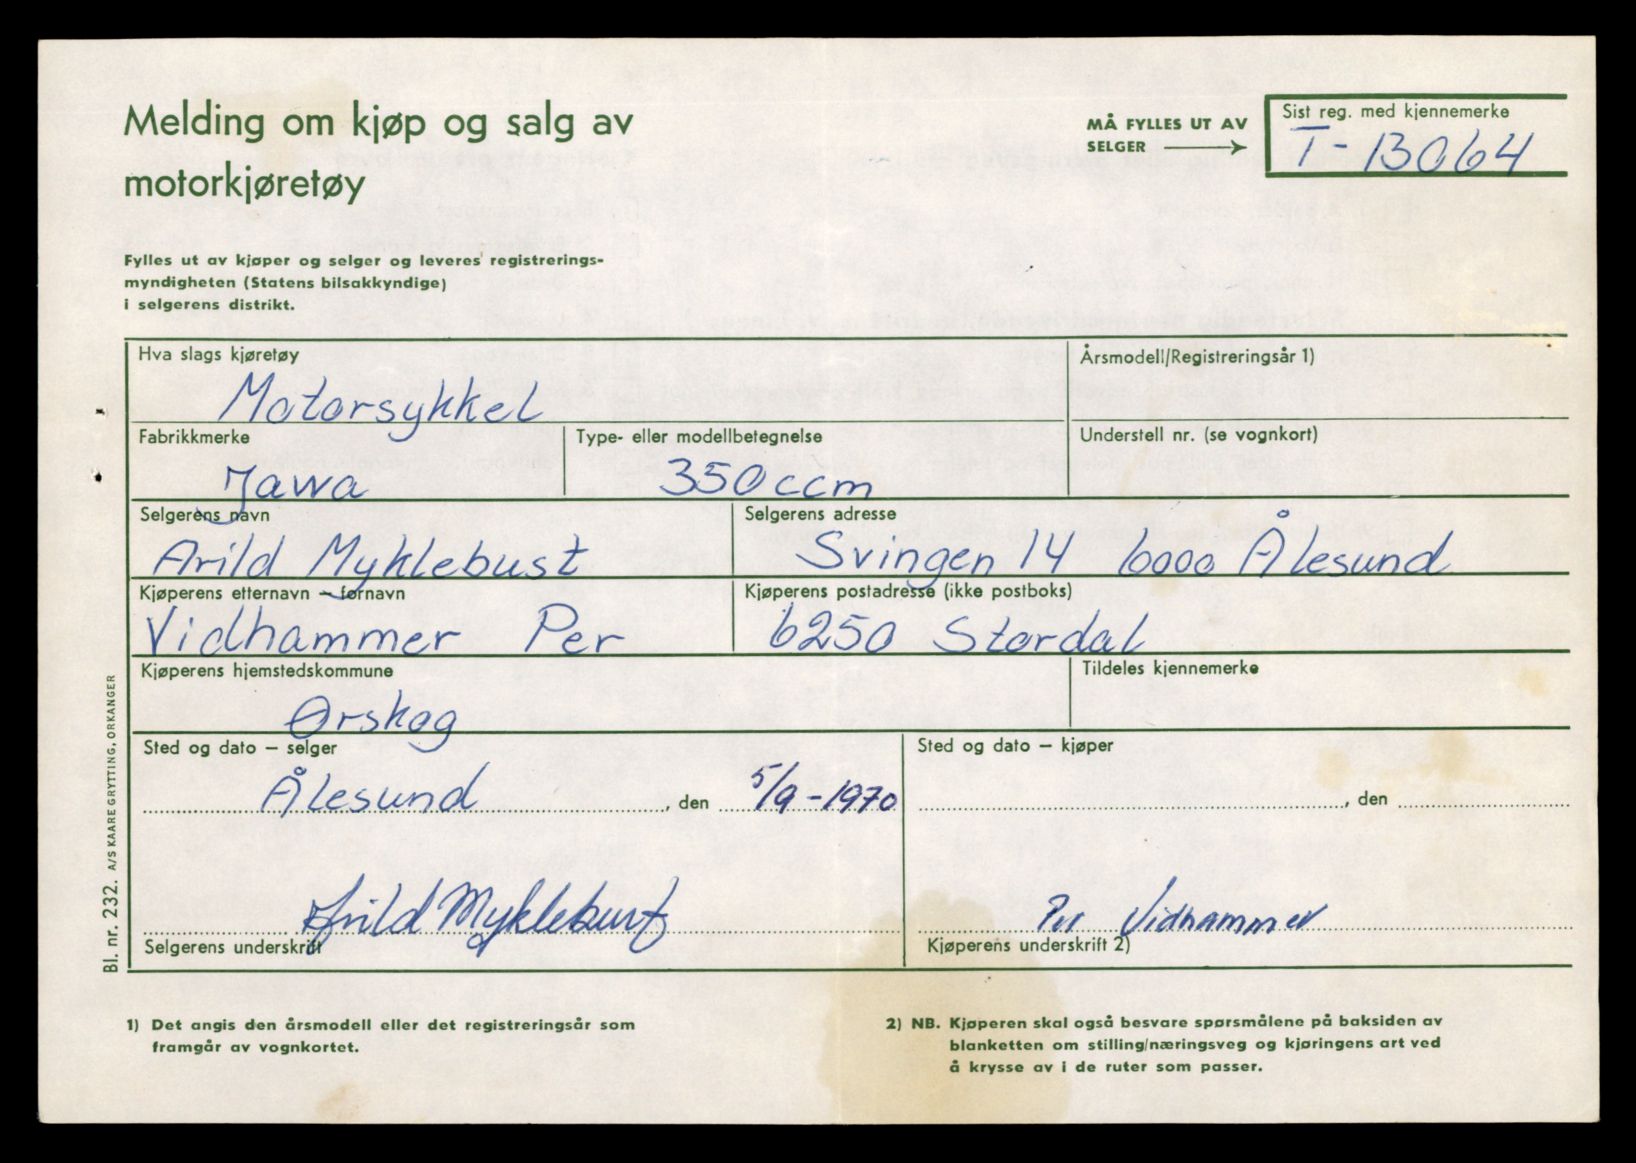 Melding om kjøp og salg av
motorkjøretøy
MÅ FYLLES UT AV
SELGER
Sist reg. med kjennemerke
T-13064
Fylles ut av kjøper og selger og leveres registrerings-
myndigheten (Statens bilsakkyndige)
i selgerens distrikt.
Hva slags kjøretøy
Motorsykkel
Årsmodell/Registreringsår 1)
Fabrikkmerke
Jawa
Type- eller modellbetegnelse
350 ccm
Understell nr. (se vognkort)
Selgerens navn
Arild Myklebust
Selgerens adresse
Svingen 14 6000 Ålesund
Kjøperens etternavn – fornavn
Vidhammer Per
Kjøperens postadresse (ikke postboks)
6250 Stordal
Kjøperens hjemstedskommune
Ørskog
Tildeles kjennemerke
Sted og dato – selger
Ålesund, den 5/9-1970
Sted og dato – kjøper
, den
Arild Myklebust
Selgerens underskrift
Per Vidhammer
Kjøperens underskrift 2)
Bl. nr. 232. A/S KAARE GRYTTING, ORKANGER
1) Det angis den årsmodell eller det registreringsår som
framgår av vognkortet.
2) NB. Kjøperen skal også besvare spørsmålene på baksiden av
blanketten om stilling/næringsveg og kjøringens art ved
å krysse av i de ruter som passer.